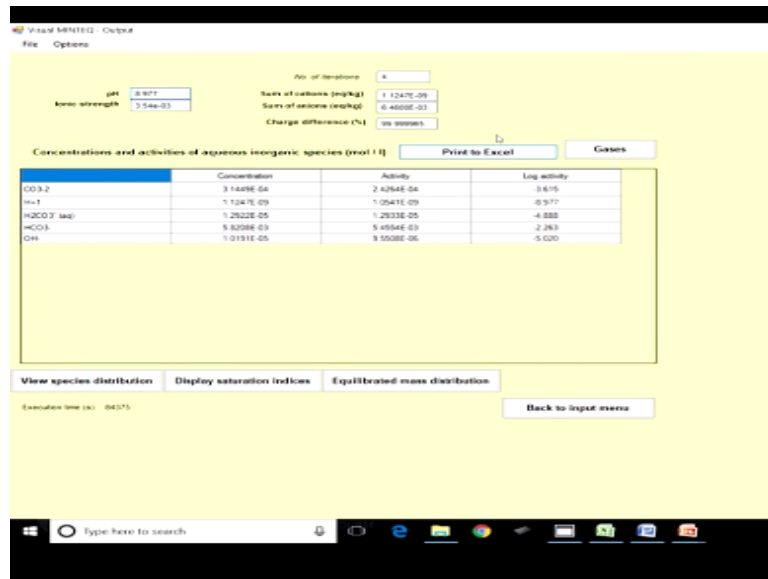 Visual MINTEQ - Output
File Options
No. of iterations 4
pH 8.977 Sum of cations (eq/kg) 1.1247E-09
Ionic strength 3.54e-03 Sum of anions (eq/kg) 6.4600E-03
Charge difference (%) 99.999965
Concentrations and activities of aqueous inorganic species (mol / l) Print to Excel Gases
Concentration Activity Log activity
CO3-2 3.1449E-04 2.4264E-04 -3.615
H+1 1.1247E-09 1.0541E-09 -8.977
H2CO3* (aq) 1.2922E-05 1.2933E-05 -4.888
HCO3- 5.8208E-03 5.4554E-03 -2.263
OH- 1.0191E-05 9.5508E-06 -5.020
View species distribution Display saturation indices Equilibrated mass distribution
Execution time (s): Back to input menu
Type here to search